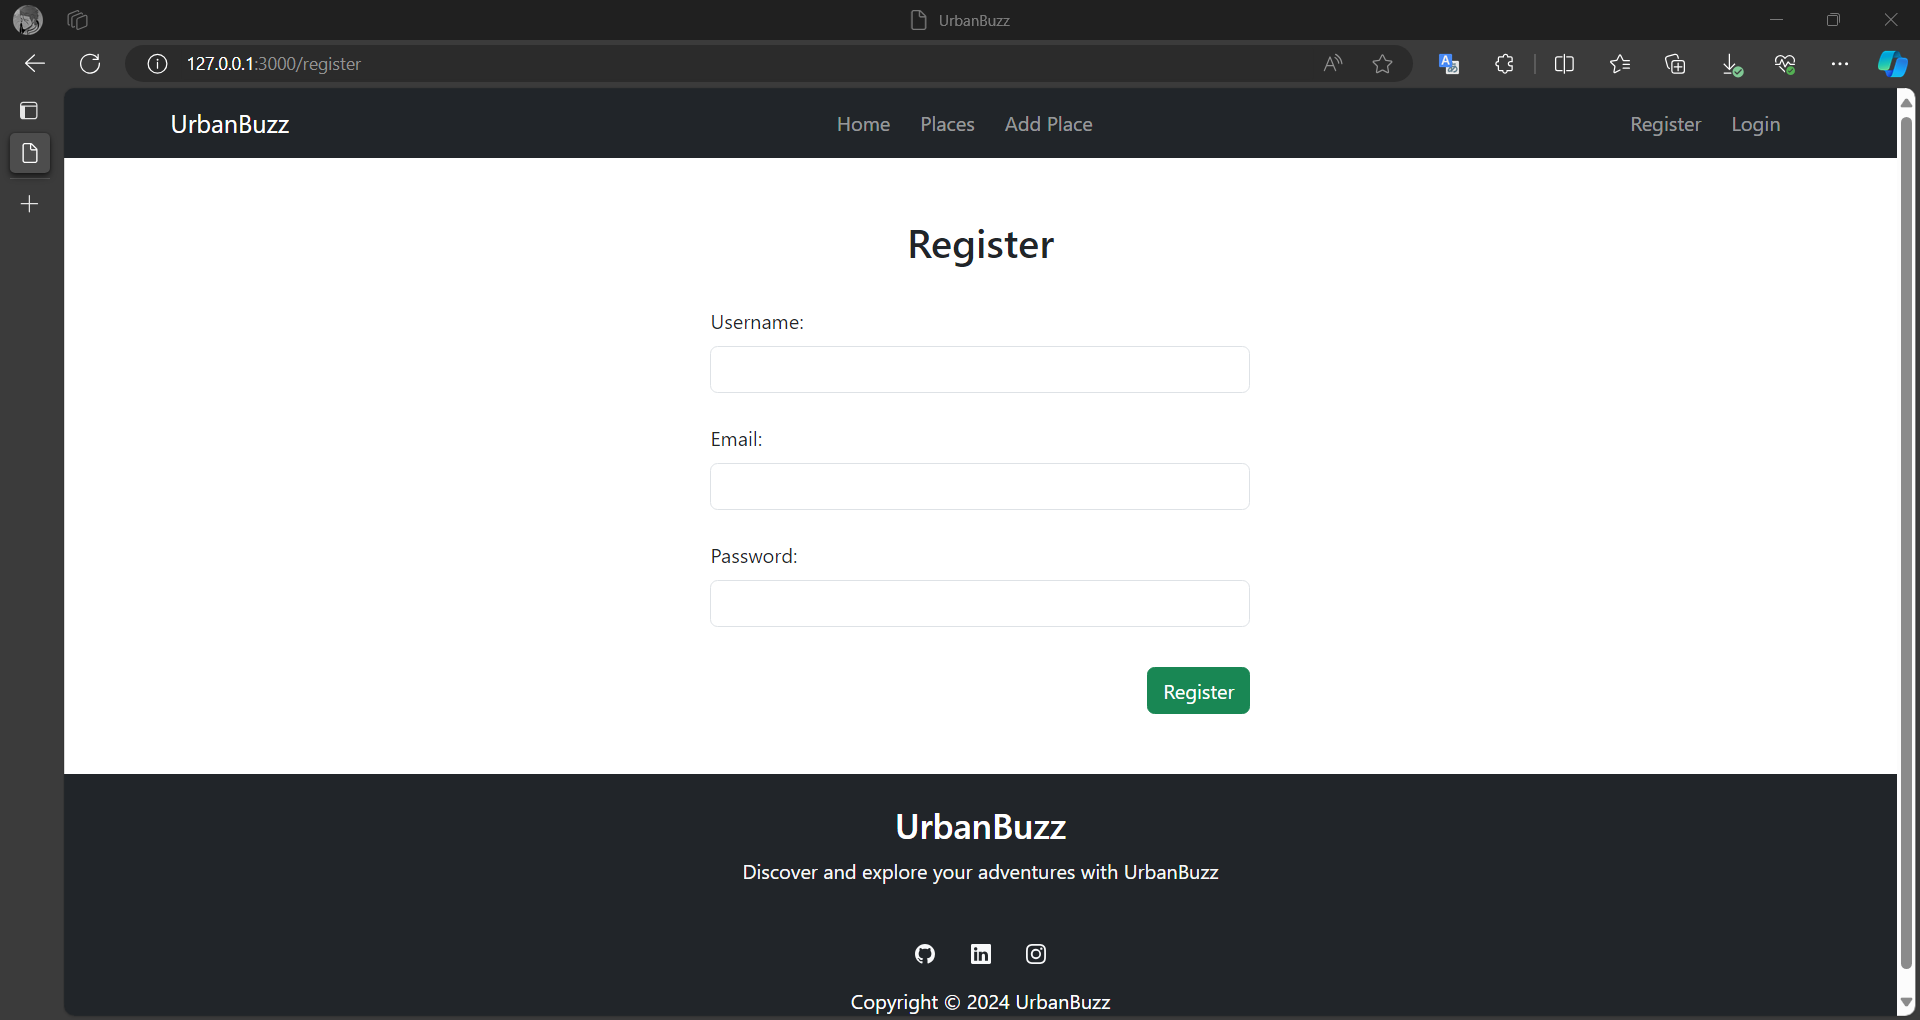 UrbanBuzz
127.0.0.1:3000/register
UrbanBuzz
Home Places Add Place
Register Login
Register
Username:
Email:
Password:
Register
UrbanBuzz
Discover and explore your adventures with UrbanBuzz
Copyright © 2024 UrbanBuzz